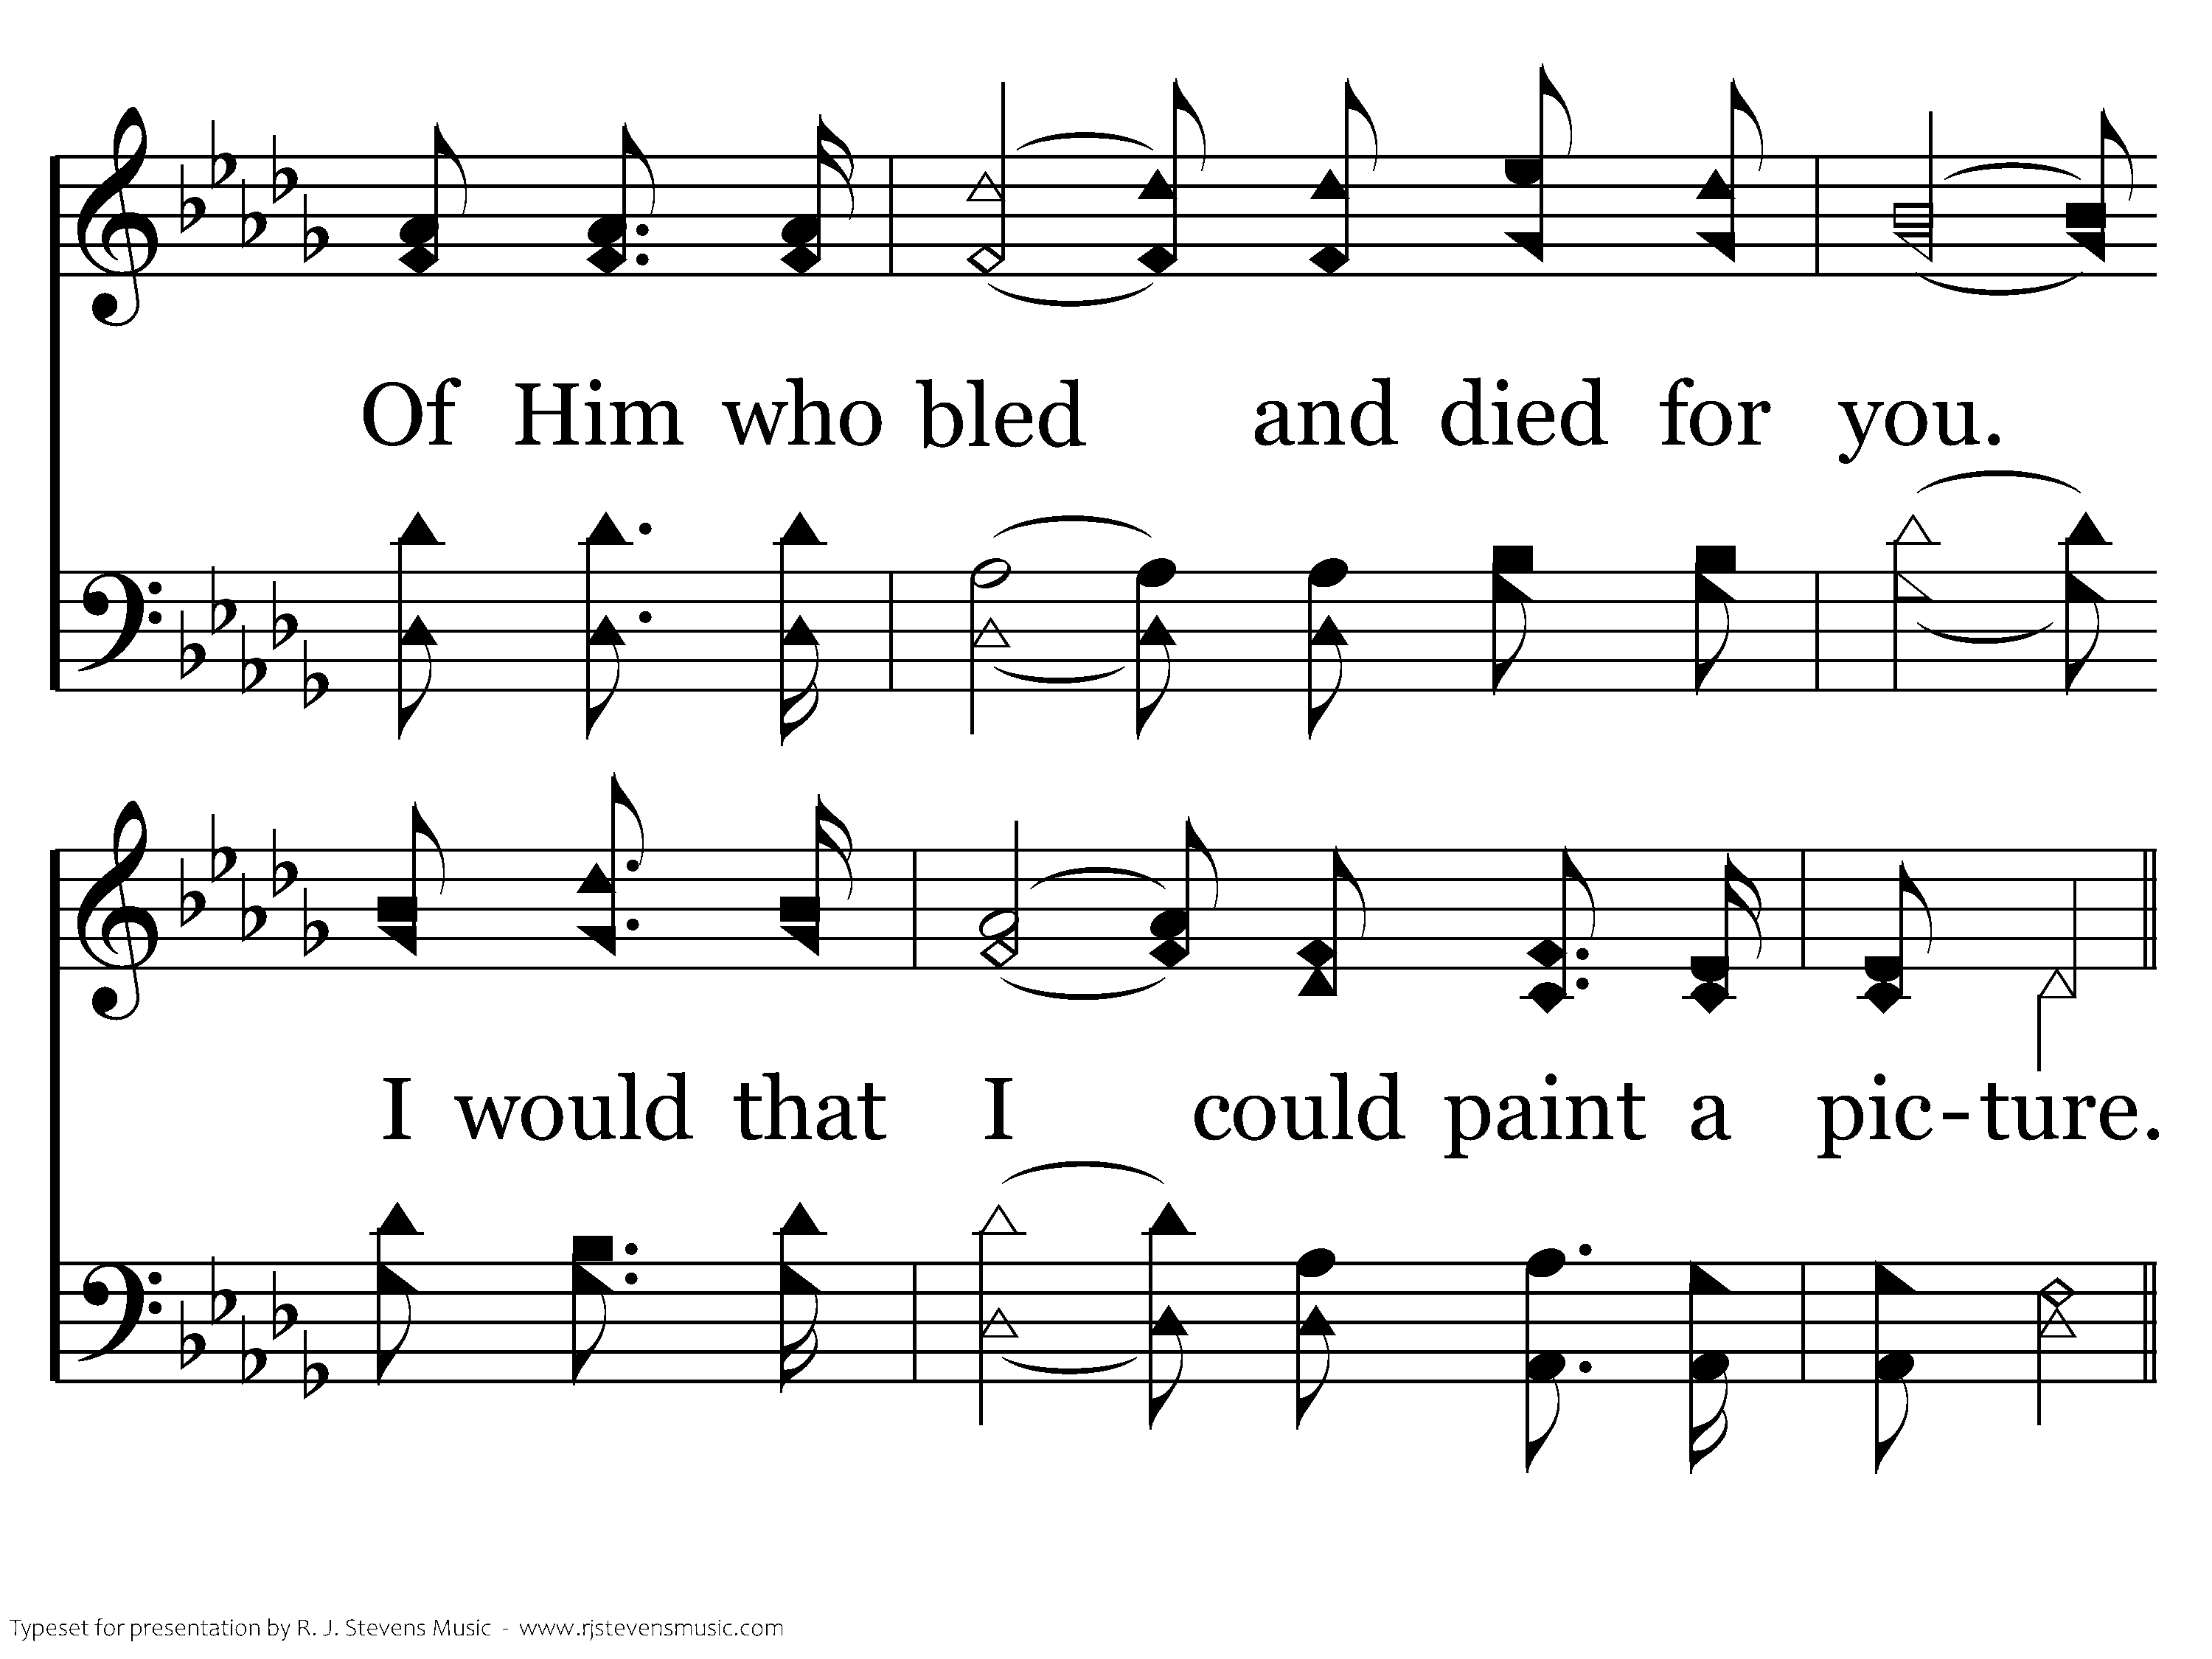 Of Him who bled and died for you.
I would that I could paint a pic-ture.
Typeset for presentation by R. J. Stevens Music - www.rjstevensmusic.com